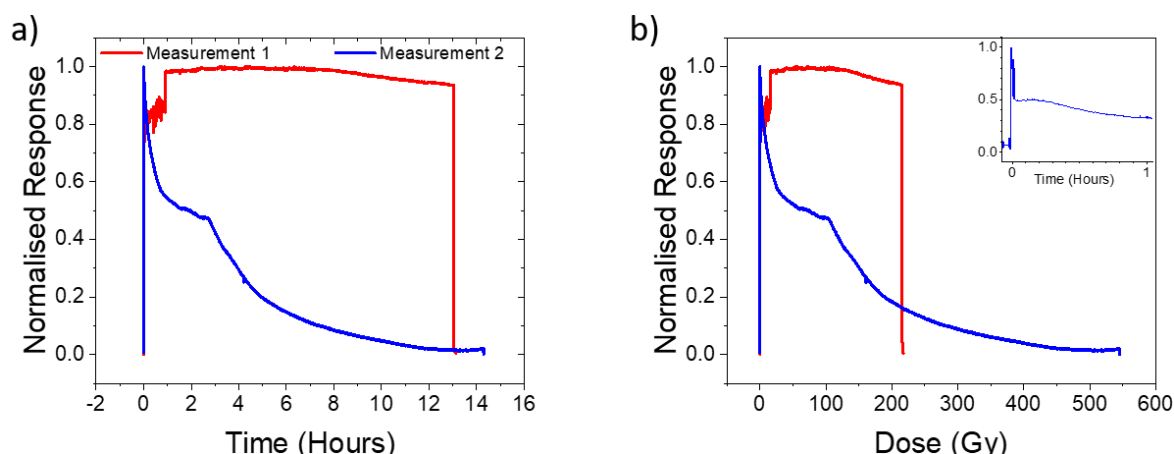 a)
Measurement 1
Measurement 2
1.0
0.8
0.6
0.4
0.2
0.0
Normalised Response
-2 0 2 4 6 8 10 12 14 16
Time (Hours)
b)
1.0
0.8
0.6
0.4
0.2
0.0
Normalised Response
0 100 200 300 400 500 600
Dose (Gy)
1.0
0.5
0.0
0 1
Time (Hours)